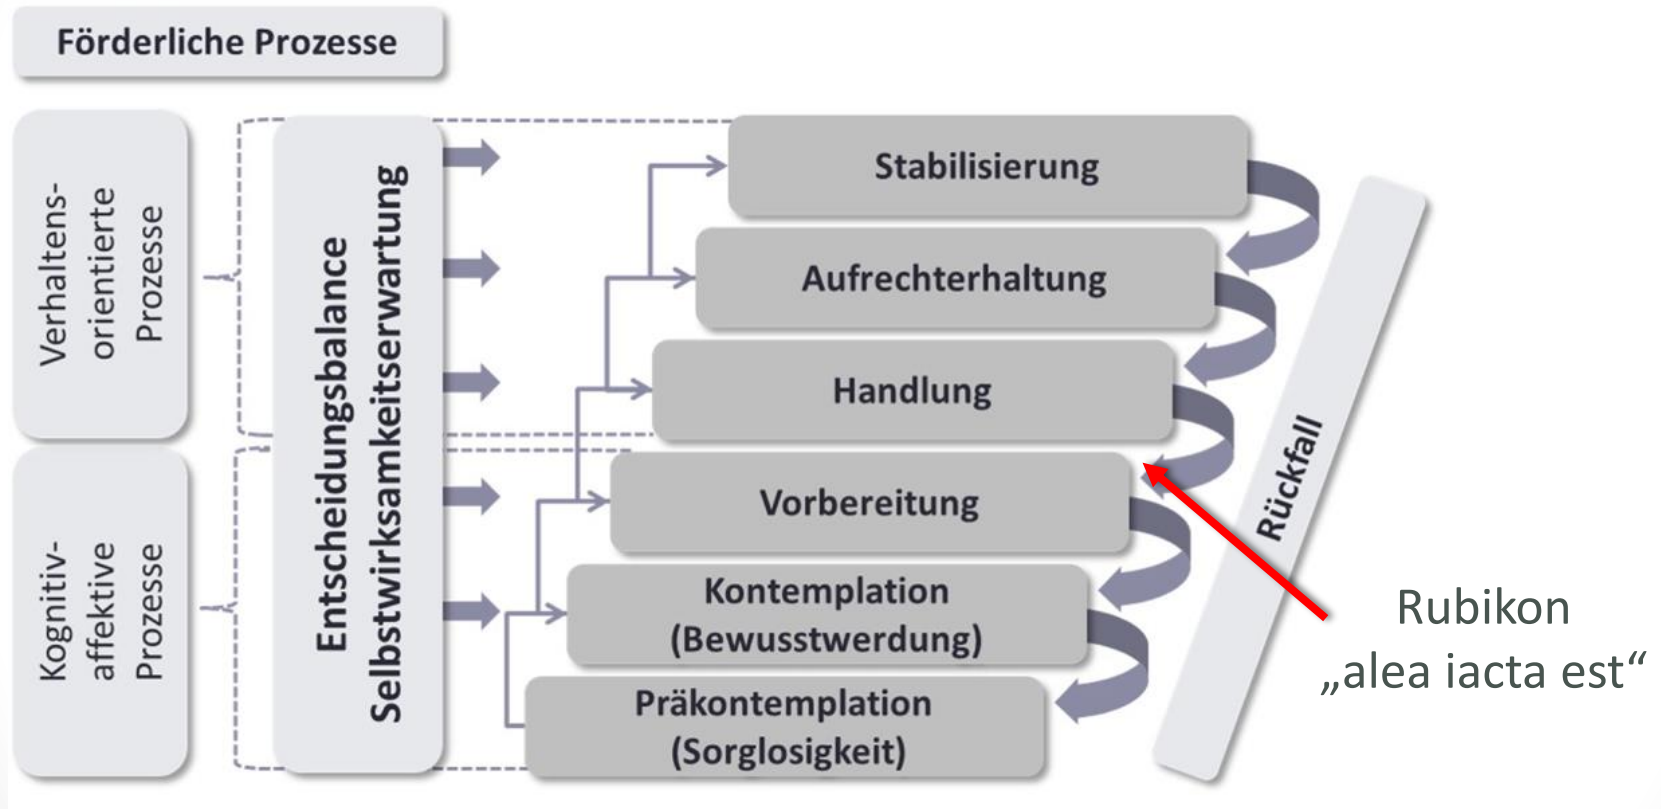 Förderliche Prozesse
Verhaltens-
orientierte
Prozesse
Kognitiv-
affektive
Prozesse
Entscheidungsbalance
Selbstwirksamkeitserwartung
Stabilisierung
Aufrechterhaltung
Handlung
Vorbereitung
Kontemplation
(Bewusstwerdung)
Präkontemplation
(Sorglosigkeit)
Rückfall
Rubikon
„alea iacta est“